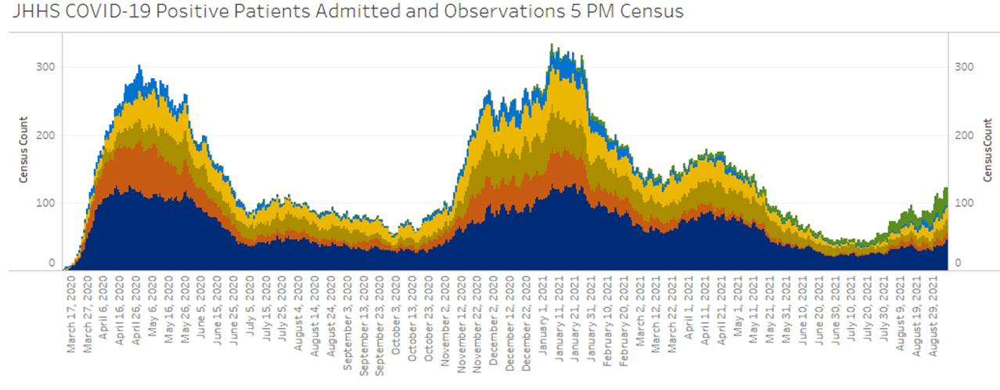 JHHS COVID-19 Positive Patients Admitted and Observations 5 PM Census
300
200
100
0
Census Count
300
200
100
0
Census Count
March 17, 2020
March 27, 2020
April 6, 2020
April 16, 2020
April 26, 2020
May 6, 2020
May 16, 2020
May 26, 2020
June 5, 2020
June 15, 2020
June 25, 2020
July 5, 2020
July 15, 2020
July 25, 2020
August 4, 2020
August 14, 2020
August 24, 2020
September 3, 2020
September 13, 2020
September 23, 2020
October 3, 2020
October 13, 2020
October 23, 2020
November 2, 2020
November 12, 2020
November 22, 2020
December 2, 2020
December 12, 2020
December 22, 2020
January 1, 2021
January 11, 2021
January 21, 2021
January 31, 2021
February 10, 2021
February 20, 2021
March 2, 2021
March 12, 2021
March 22, 2021
April 1, 2021
April 11, 2021
April 21, 2021
May 1, 2021
May 11, 2021
May 21, 2021
May 31, 2021
June 10, 2021
June 20, 2021
June 30, 2021
July 10, 2021
July 20, 2021
July 30, 2021
August 9, 2021
August 19, 2021
August 29, 2021